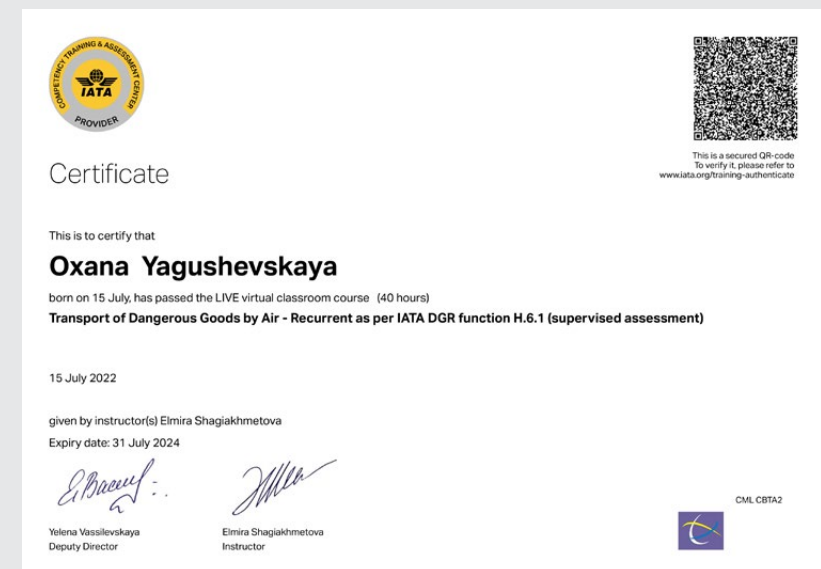 COMPETENCY TRAINING & ASSESSMENT CENTER
IATA
PROVIDER
This is a secured QR-code
To verify it, please refer to
www.iata.org/training-authenticate
Certificate
This is to certify that
Oxana Yagushevskaya
born on 15 July, has passed the LIVE virtual classroom course (40 hours)
Transport of Dangerous Goods by Air - Recurrent as per IATA DGR function H.6.1 (supervised assessment)
15 July 2022
given by instructor(s) Elmira Shagiakhmetova
Expiry date: 31 July 2024
Yelena Vassilevskaya
Deputy Director
Elmira Shagiakhmetova
Instructor
CML CBTA2